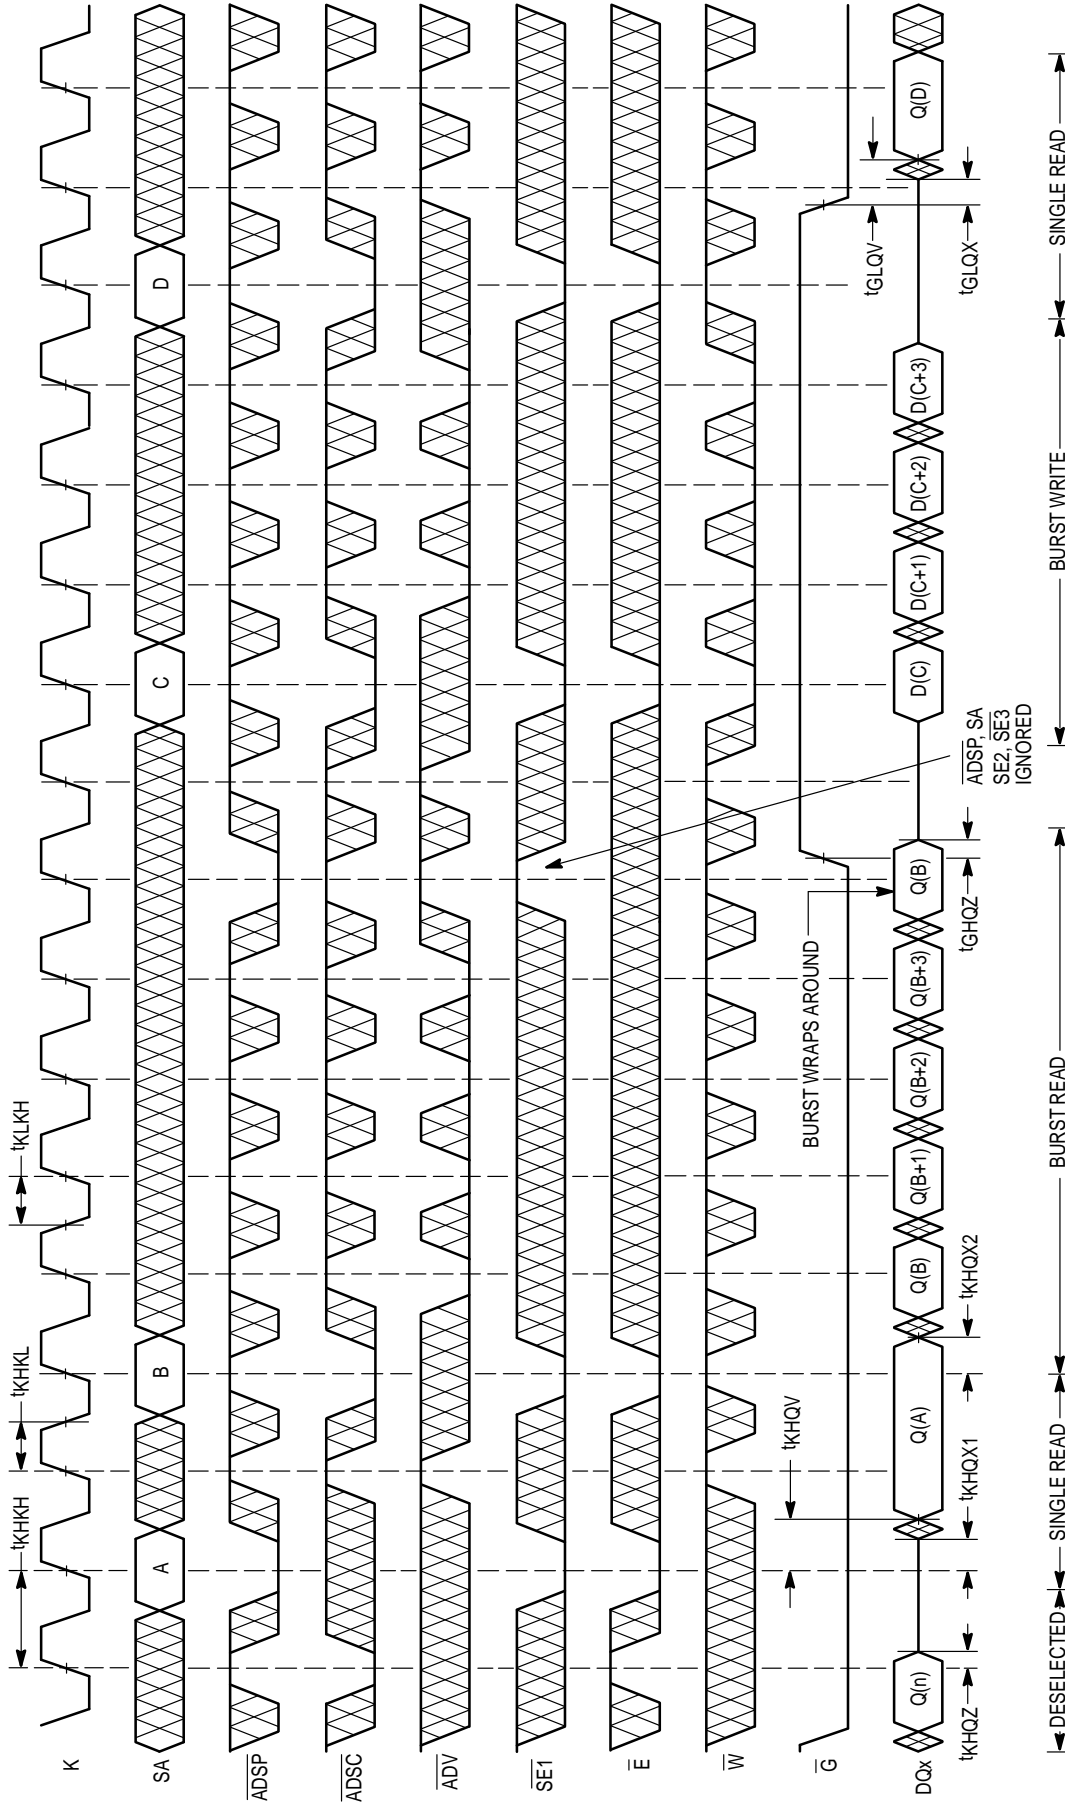 tKHKH
tKHKL
tKLKH
K
SA
A
B
C
D
ADSP
ADSC
ADV
SE1
E
W
tKHQV
BURST WRAPS AROUND
G
tGLQV
DQx
Q(n)
Q(A)
Q(B)
Q(B+1)
Q(B+2)
Q(B+3)
Q(B)
D(C)
D(C+1)
D(C+2)
D(C+3)
Q(D)
tKHQZ
tKHQX1
tKHQX2
tGHQZ
ADSP, SA
SE2, SE3
IGNORED
tGLQX
DESELECTED
SINGLE READ
BURST READ
BURST WRITE
SINGLE READ